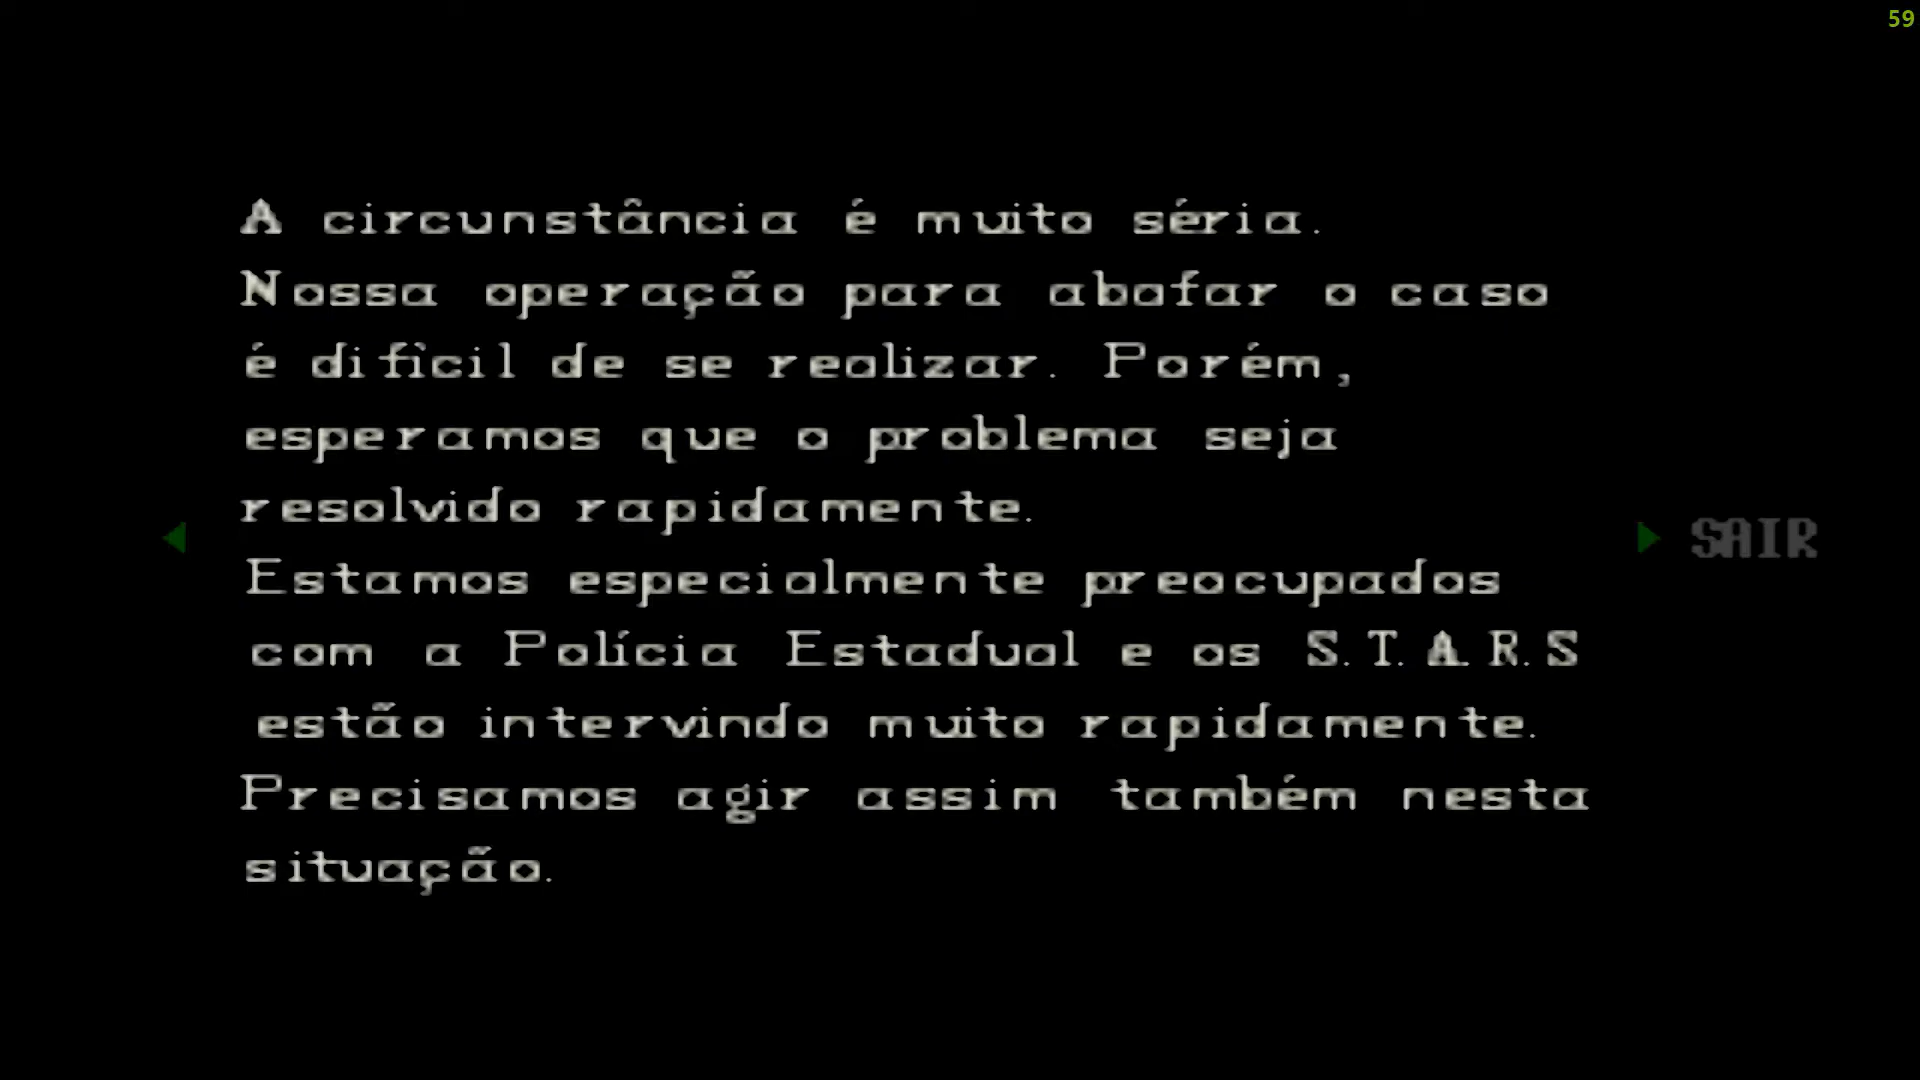 59
A circunstância é muito séria.
Nossa operação para abafar o caso
é difícil de se realizar. Porém,
esperamos que o problema seja
resolvido rapidamente.
SAIR
Estamos especialmente preocupados
com a Polícia Estadual e os S.T.A.R.S
estão intervindo muito rapidamente.
Precisamos agir assim também nesta
situação.